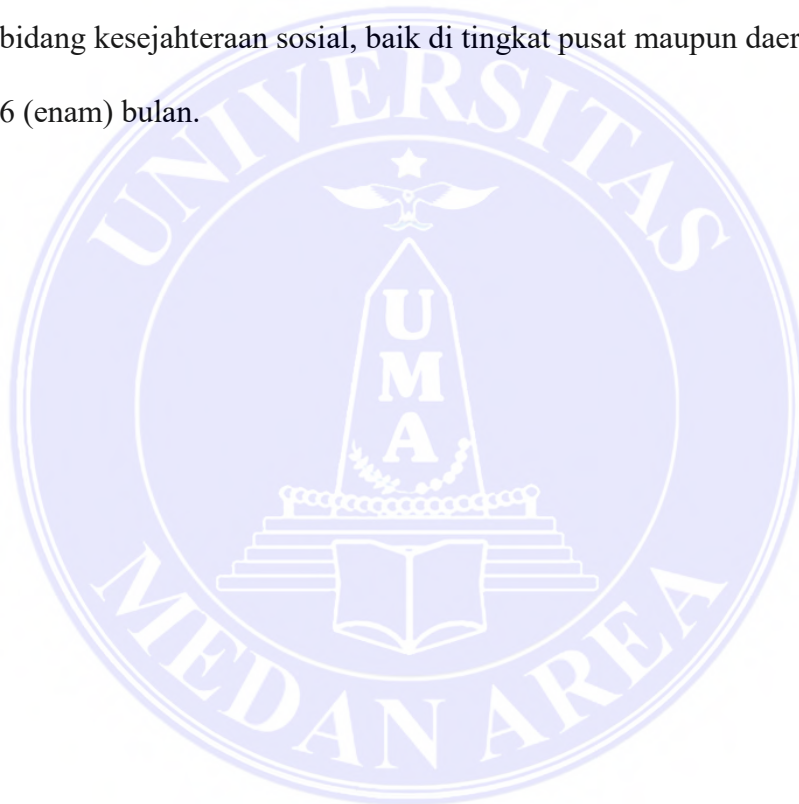 bidang kesejahteraan sosial, baik di tingkat pusat maupun daer
6 (enam) bulan.
UNIVERSITAS
U
M
A
MEDAN AREA